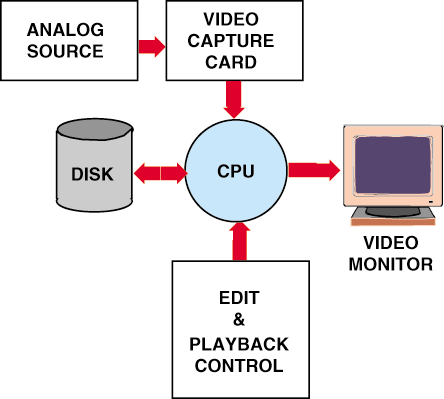 ANALOG
SOURCE
VIDEO
CAPTURE
CARD
DISK
CPU
VIDEO
MONITOR
EDIT
&
PLAYBACK
CONTROL